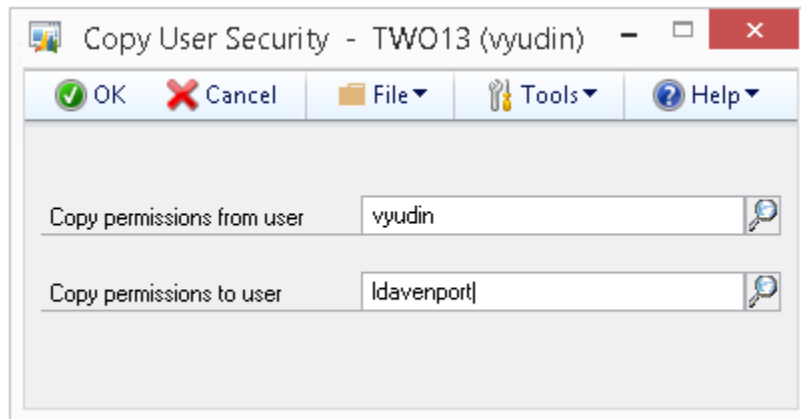 Copy User Security - TWO13 (vyudin)
OK Cancel File Tools Help
Copy permissions from user vyudin
Copy permissions to user ldavenport